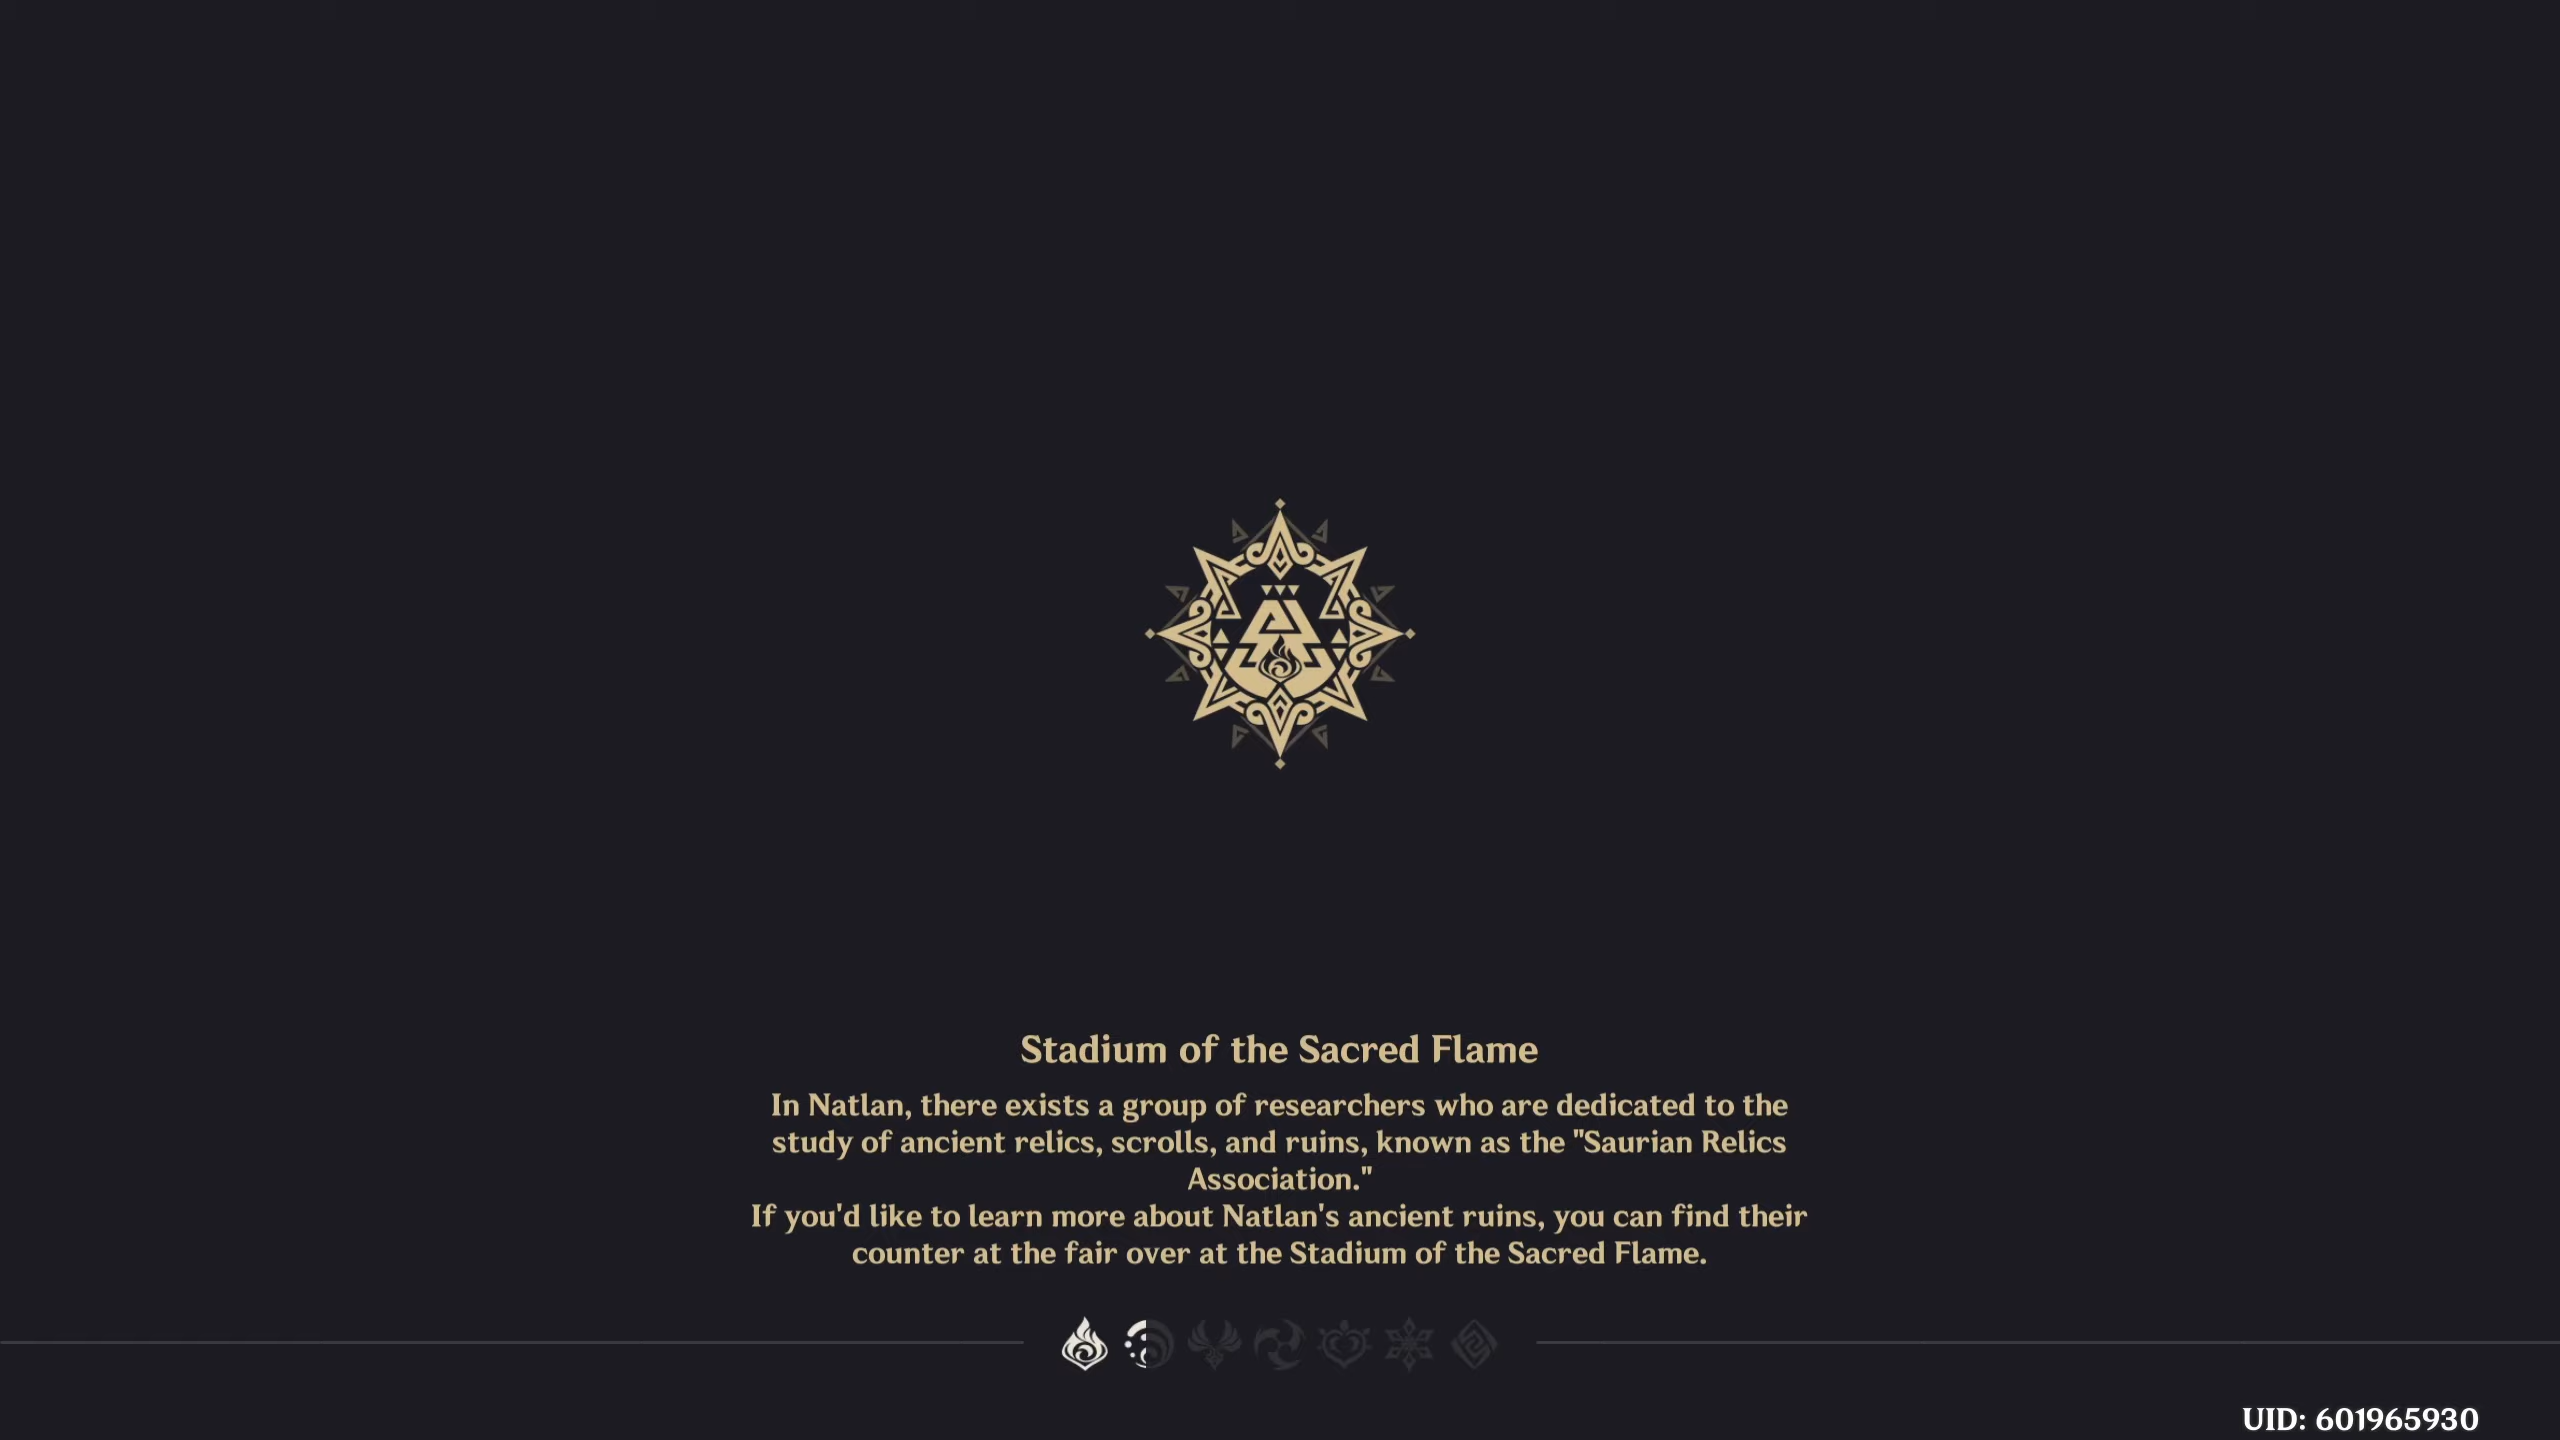 Stadium of the Sacred Flame
In Natlan, there exists a group of researchers who are dedicated to the
study of ancient relics, scrolls, and ruins, known as the "Saurian Relics
Association."
If you'd like to learn more about Natlan's ancient ruins, you can find their
counter at the fair over at the Stadium of the Sacred Flame.
UID: 601965930